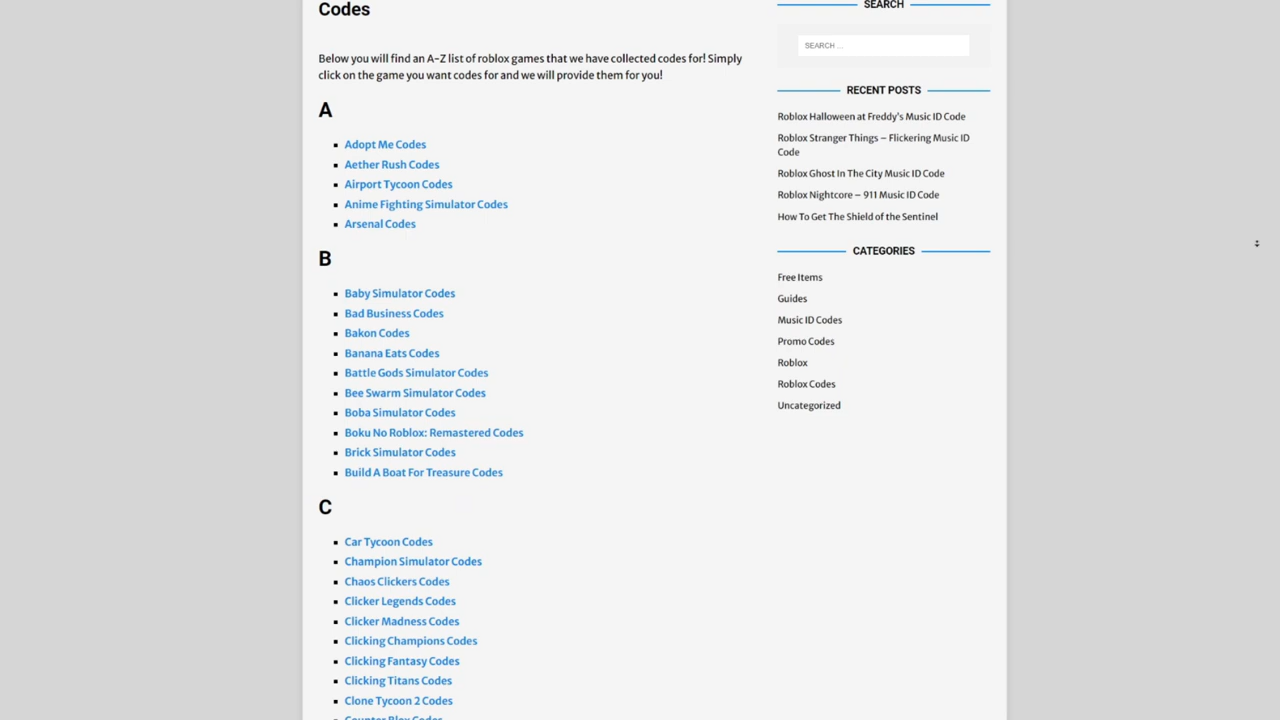 Codes
Below you will find an A-Z list of roblox games that we have collected codes for! Simply
click on the game you want codes for and we will provide them for you!
A
Adopt Me Codes
Aether Rush Codes
Airport Tycoon Codes
Anime Fighting Simulator Codes
Arsenal Codes
B
Baby Simulator Codes
Bad Business Codes
Bakon Codes
Banana Eats Codes
Battle Gods Simulator Codes
Bee Swarm Simulator Codes
Boba Simulator Codes
Boku No Roblox: Remastered Codes
Brick Simulator Codes
Build A Boat For Treasure Codes
C
Car Tycoon Codes
Champion Simulator Codes
Chaos Clickers Codes
Clicker Legends Codes
Clicker Madness Codes
Clicking Champions Codes
Clicking Fantasy Codes
Clicking Titans Codes
Clone Tycoon 2 Codes
Counter Blox Codes
SEARCH
SEARCH ...
RECENT POSTS
Roblox Halloween at Freddy's Music ID Code
Roblox Stranger Things – Flickering Music ID
Code
Roblox Ghost In The City Music ID Code
Roblox Nightcore – 911 Music ID Code
How To Get The Shield of the Sentinel
CATEGORIES
Free Items
Guides
Music ID Codes
Promo Codes
Roblox
Roblox Codes
Uncategorized